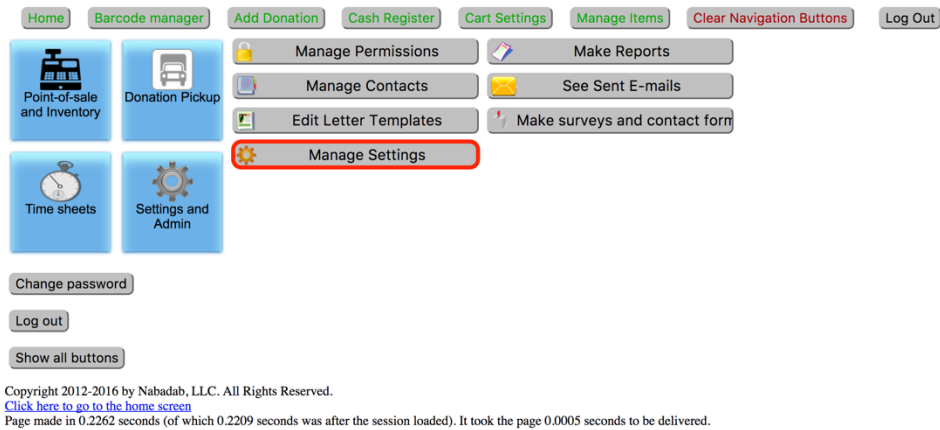 Home
Barcode manager
Add Donation
Cash Register
Cart Settings
Manage Items
Clear Navigation Buttons
Log Out
Point-of-sale
and Inventory
Donation Pickup
Time sheets
Settings and
Admin
Manage Permissions
Make Reports
Manage Contacts
See Sent E-mails
Edit Letter Templates
Make surveys and contact form
Manage Settings
Change password
Log out
Show all buttons
Copyright 2012-2016 by Nabadab, LLC. All Rights Reserved.
Click here to go to the home screen
Page made in 0.2262 seconds (of which 0.2209 seconds was after the session loaded). It took the page 0.0005 seconds to be delivered.